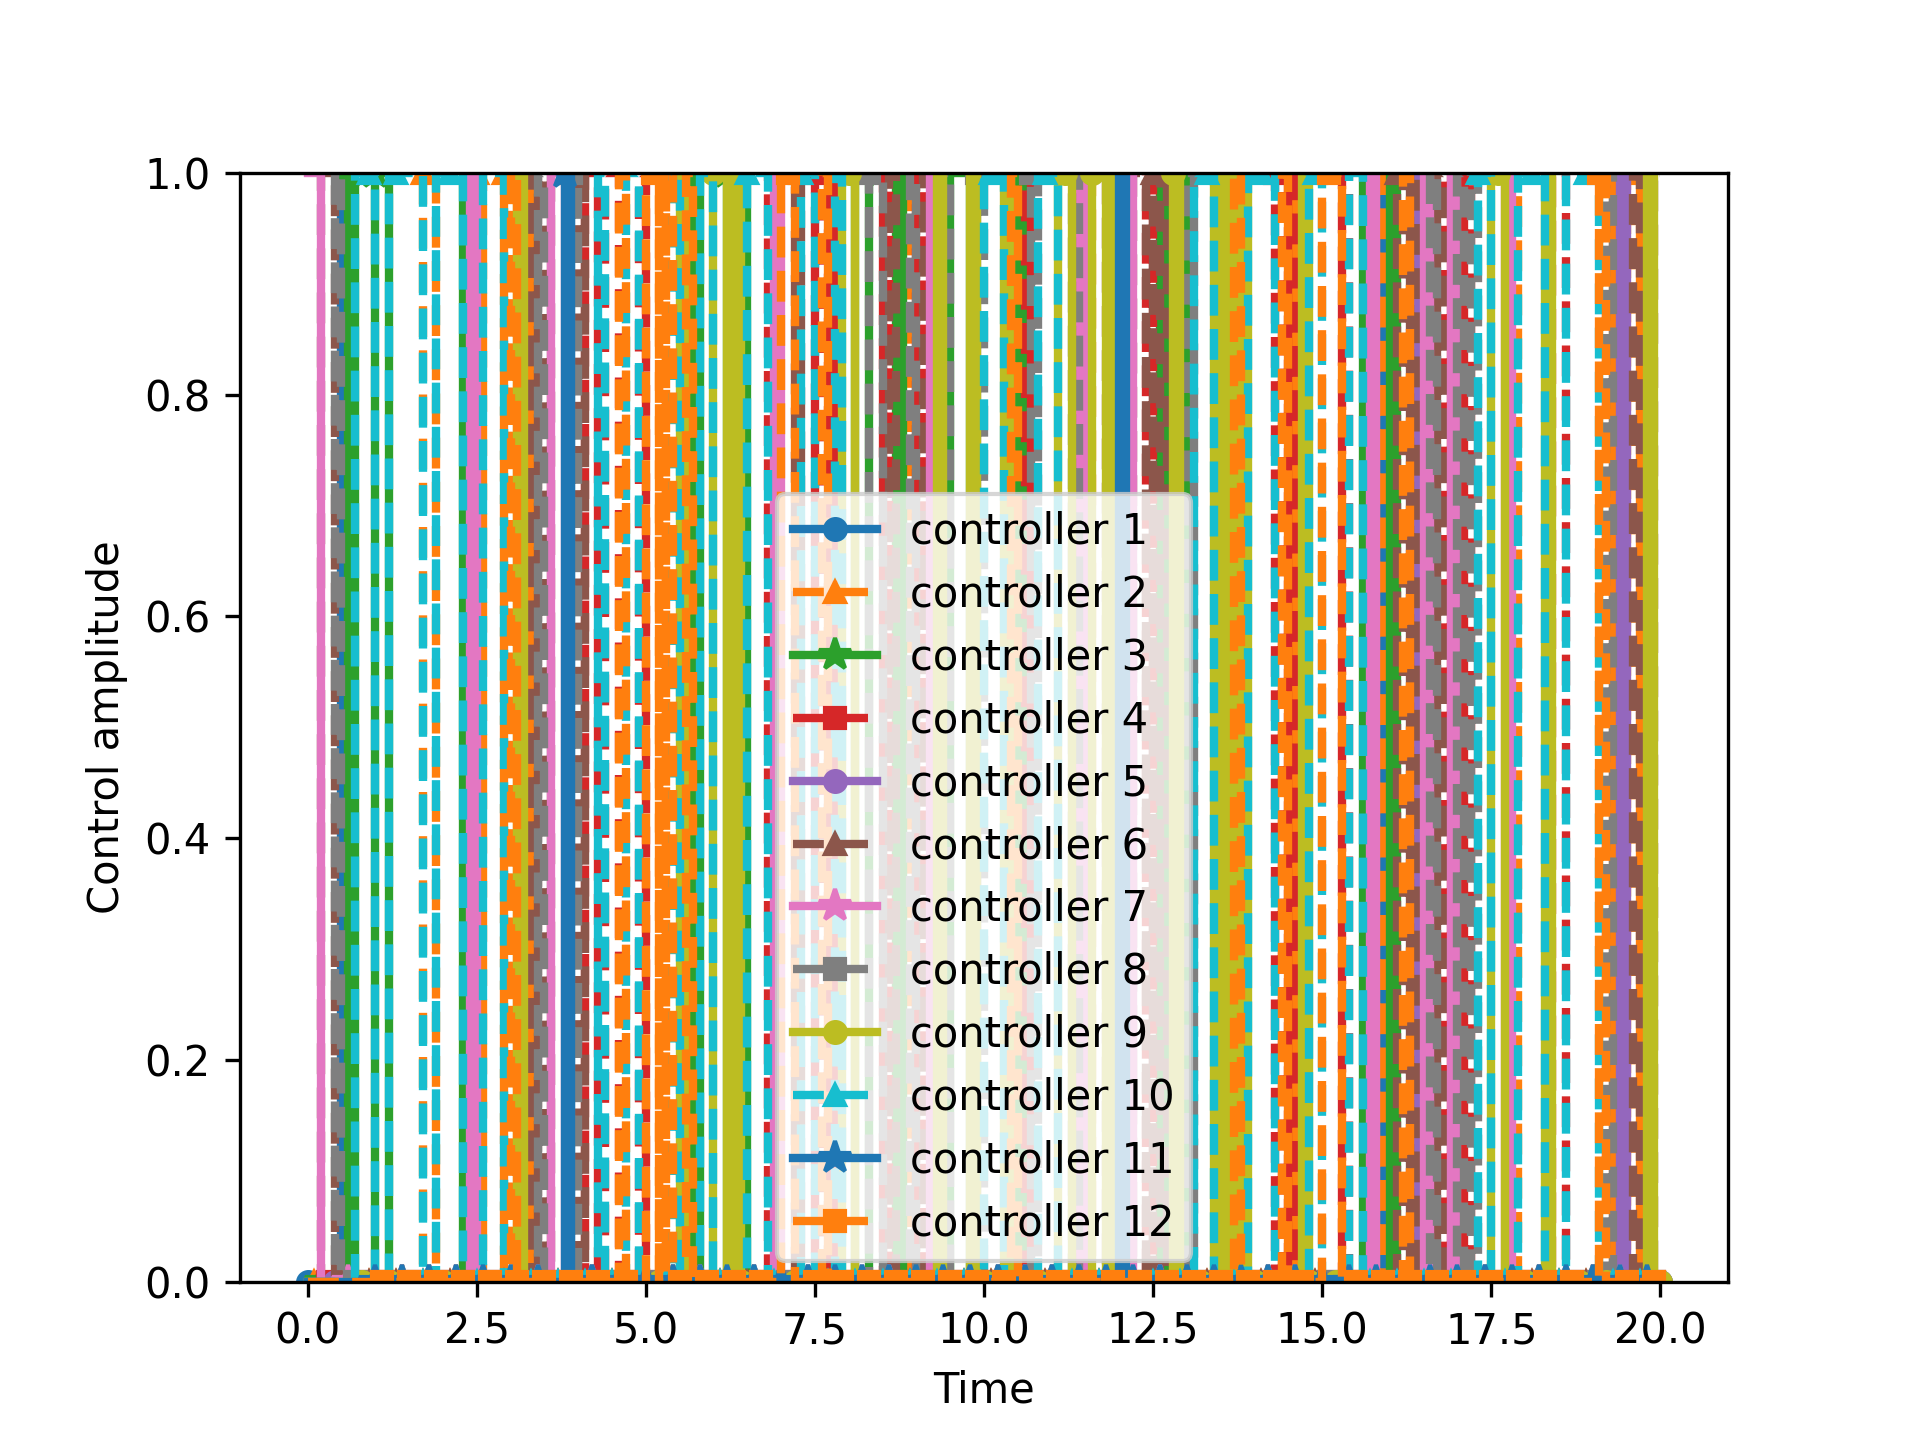 1.0
0.8
0.6
0.4
0.2
0.0
Control amplitude
controller 1
controller 2
controller 3
controller 4
controller 5
controller 6
controller 7
controller 8
controller 9
controller 10
controller 11
controller 12
0.0 2.5 5.0 7.5 10.0 12.5 15.0 17.5 20.0
Time